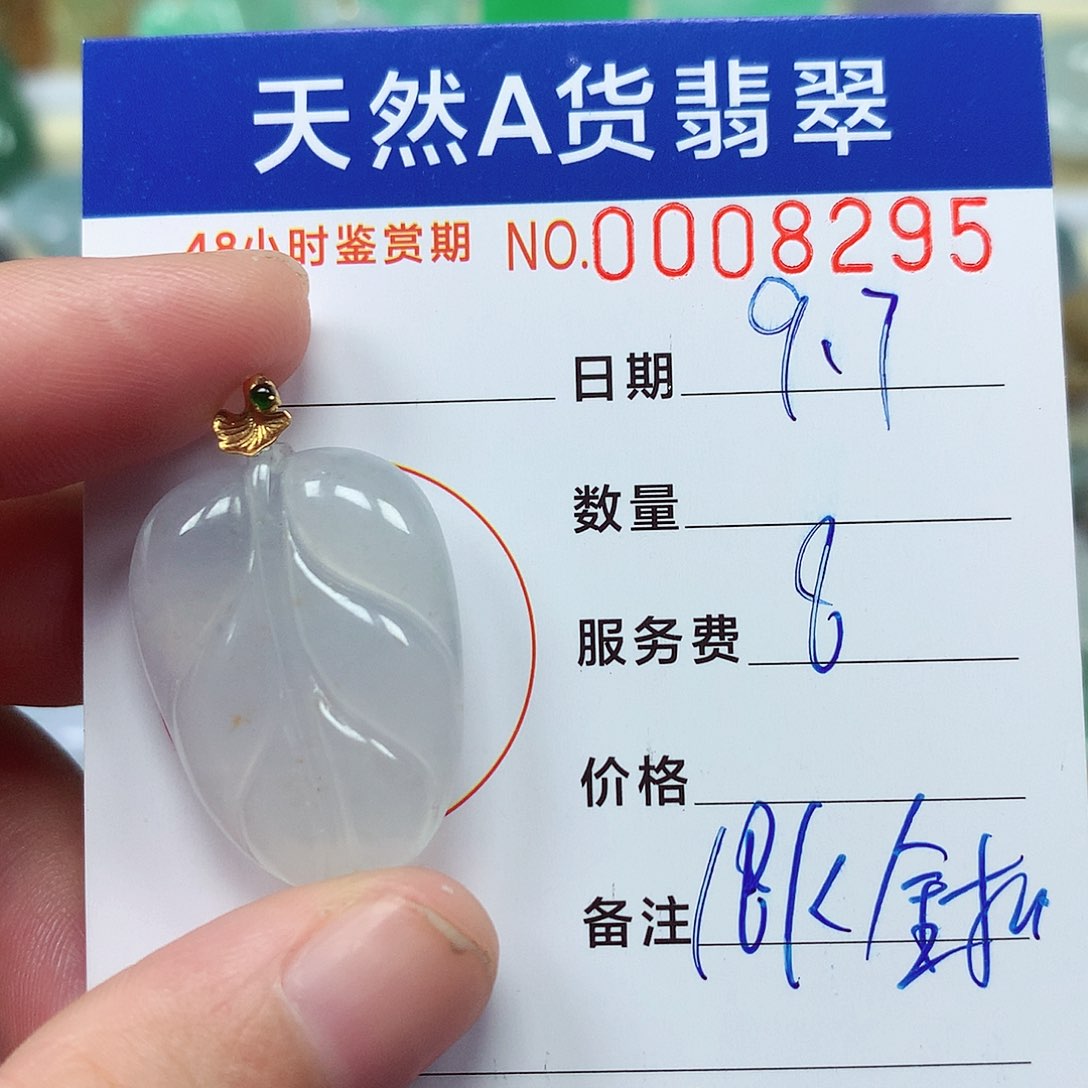 天然A货翡翠
48小时鉴赏期 NO.0008295
日期 9.7
数量
服务费 8
价格
备注 18K金扣